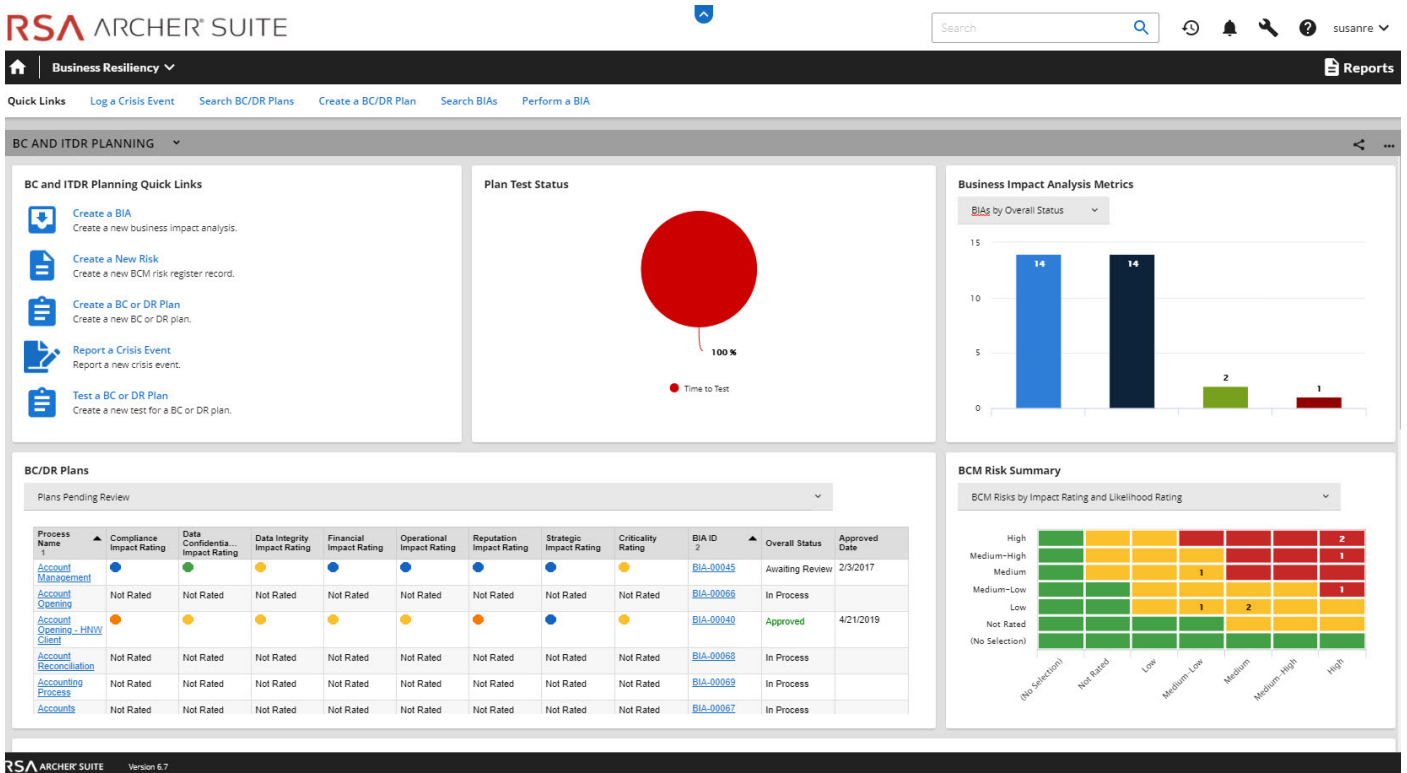 RSA ARCHER® SUITE
Search
susanre
Business Resiliency
Reports
Quick Links Log a Crisis Event Search BC/DR Plans Create a BC/DR Plan Search BIAs Perform a BIA
BC AND ITDR PLANNING
BC and ITDR Planning Quick Links
Create a BIA
Create a new business impact analysis.
Create a New Risk
Create a new BCM risk register record.
Create a BC or DR Plan
Create a new BC or DR plan.
Report a Crisis Event
Report a new crisis event.
Test a BC or DR Plan
Create a new test for a BC or DR plan.
Plan Test Status
100 %
Time to Test
Business Impact Analysis Metrics
BIAs by Overall Status
15
10
5
0
14 14 2 1
BC/DR Plans
Plans Pending Review
Process Name 1 Compliance Impact Rating Data Confidentia... Impact Rating Data Integrity Impact Rating Financial Impact Rating Operational Impact Rating Reputation Impact Rating Strategic Impact Rating Criticality Rating BIA ID 2 Overall Status Approved Date
Account Management BIA-00045 Awaiting Review 2/3/2017
Account Opening Not Rated Not Rated Not Rated Not Rated Not Rated Not Rated Not Rated Not Rated BIA-00066 In Process
Account Opening - HNW Client BIA-00040 Approved 4/21/2019
Account Reconciliation Not Rated Not Rated Not Rated Not Rated Not Rated Not Rated Not Rated Not Rated BIA-00068 In Process
Accounting Process Not Rated Not Rated Not Rated Not Rated Not Rated Not Rated Not Rated Not Rated BIA-00069 In Process
Accounts Not Rated Not Rated Not Rated Not Rated Not Rated Not Rated Not Rated Not Rated BIA-00067 In Process
BCM Risk Summary
BCM Risks by Impact Rating and Likelihood Rating
High 2
Medium-High 1
Medium 1
Medium-Low 1
Low 1 2
Not Rated
(No Selection)
(No Selection) Not Rated Low Medium-Low Medium Medium-High High
RSA ARCHER® SUITE Version 6.7